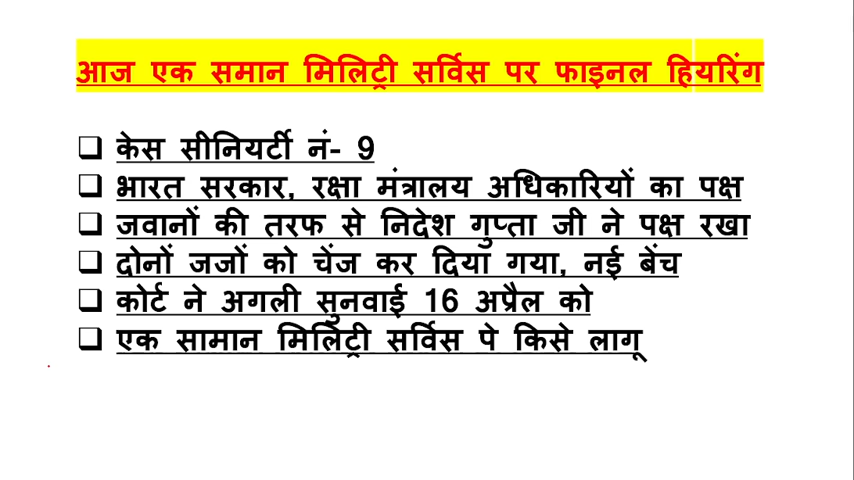 आज एक समान मिलिट्री सर्विस पर फाइनल हियरिंग
❑ केस सीनियर्टी नं- 9
❑ भारत सरकार, रक्षा मंत्रालय अधिकारियों का पक्ष
❑ जवानों की तरफ से निदेश गुप्ता जी ने पक्ष रखा
❑ दोनों जजों को चेंज कर दिया गया, नई बेंच
❑ कोर्ट ने अगली सुनवाई 16 अप्रैल को
❑ एक सामान मिलिट्री सर्विस पे किसे लागू